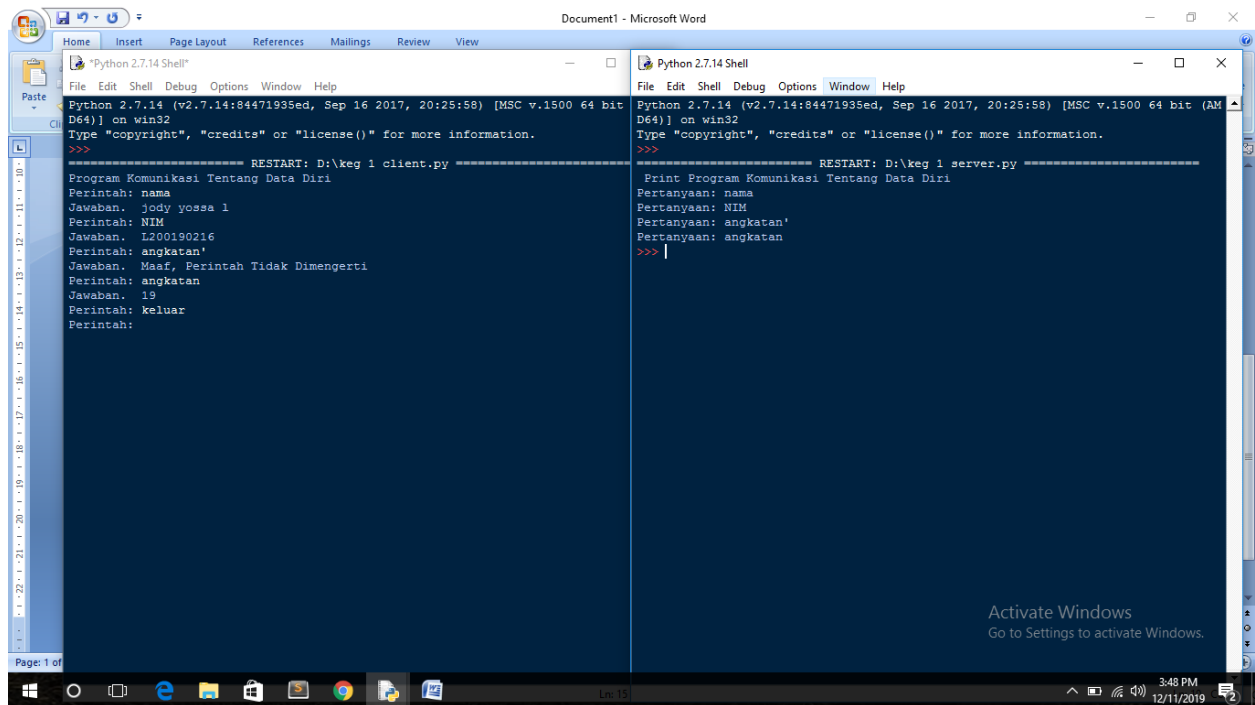 Document1 - Microsoft Word
Home Insert Page Layout References Mailings Review View
Paste
*Python 2.7.14 Shell*
File Edit Shell Debug Options Window Help
Python 2.7.14 (v2.7.14:84471935ed, Sep 16 2017, 20:25:58) [MSC v.1500 64 bit
D64)] on win32
Type "copyright", "credits" or "license()" for more information.
>>>
======================== RESTART: D:\keg 1 client.py ========================
Program Komunikasi Tentang Data Diri
Perintah: nama
Jawaban. jody yossa l
Perintah: NIM
Jawaban. L200190216
Perintah: angkatan'
Jawaban. Maaf, Perintah Tidak Dimengerti
Perintah: angkatan
Jawaban. 19
Perintah: keluar
Perintah:
Python 2.7.14 Shell
File Edit Shell Debug Options Window Help
Python 2.7.14 (v2.7.14:84471935ed, Sep 16 2017, 20:25:58) [MSC v.1500 64 bit (AM
D64)] on win32
Type "copyright", "credits" or "license()" for more information.
>>>
======================== RESTART: D:\keg 1 server.py ========================
Print Program Komunikasi Tentang Data Diri
Pertanyaan: nama
Pertanyaan: NIM
Pertanyaan: angkatan'
Pertanyaan: angkatan
>>>
Activate Windows
Go to Settings to activate Windows.
Page: 1 of
Ln: 15
3:48 PM
12/11/2019
2